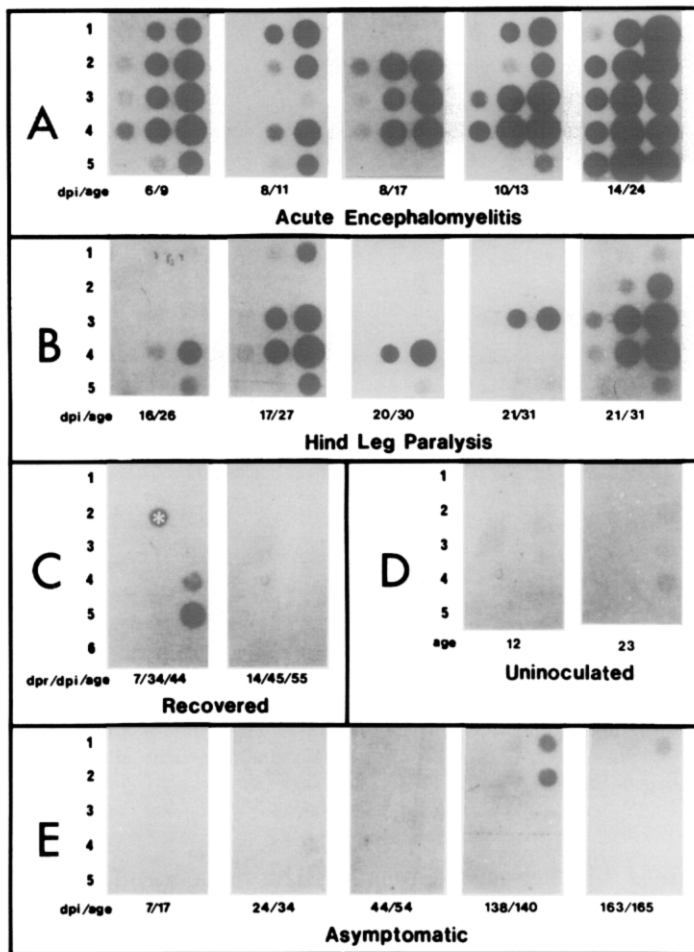 1
2
3
4
5
A
dpi/age 6/9 8/11 8/17 10/13 14/24
Acute Encephalomyelitis
1
2
3
4
5
B
dpi/age 16/26 17/27 20/30 21/31 21/31
Hind Leg Paralysis
1
2
3
4
5
6
C
*
dpr/dpi/age 7/34/44 14/45/55
Recovered
1
2
3
4
5
D
age 12 23
Uninoculated
1
2
3
4
5
E
dpi/age 7/17 24/34 44/54 138/140 163/165
Asymptomatic